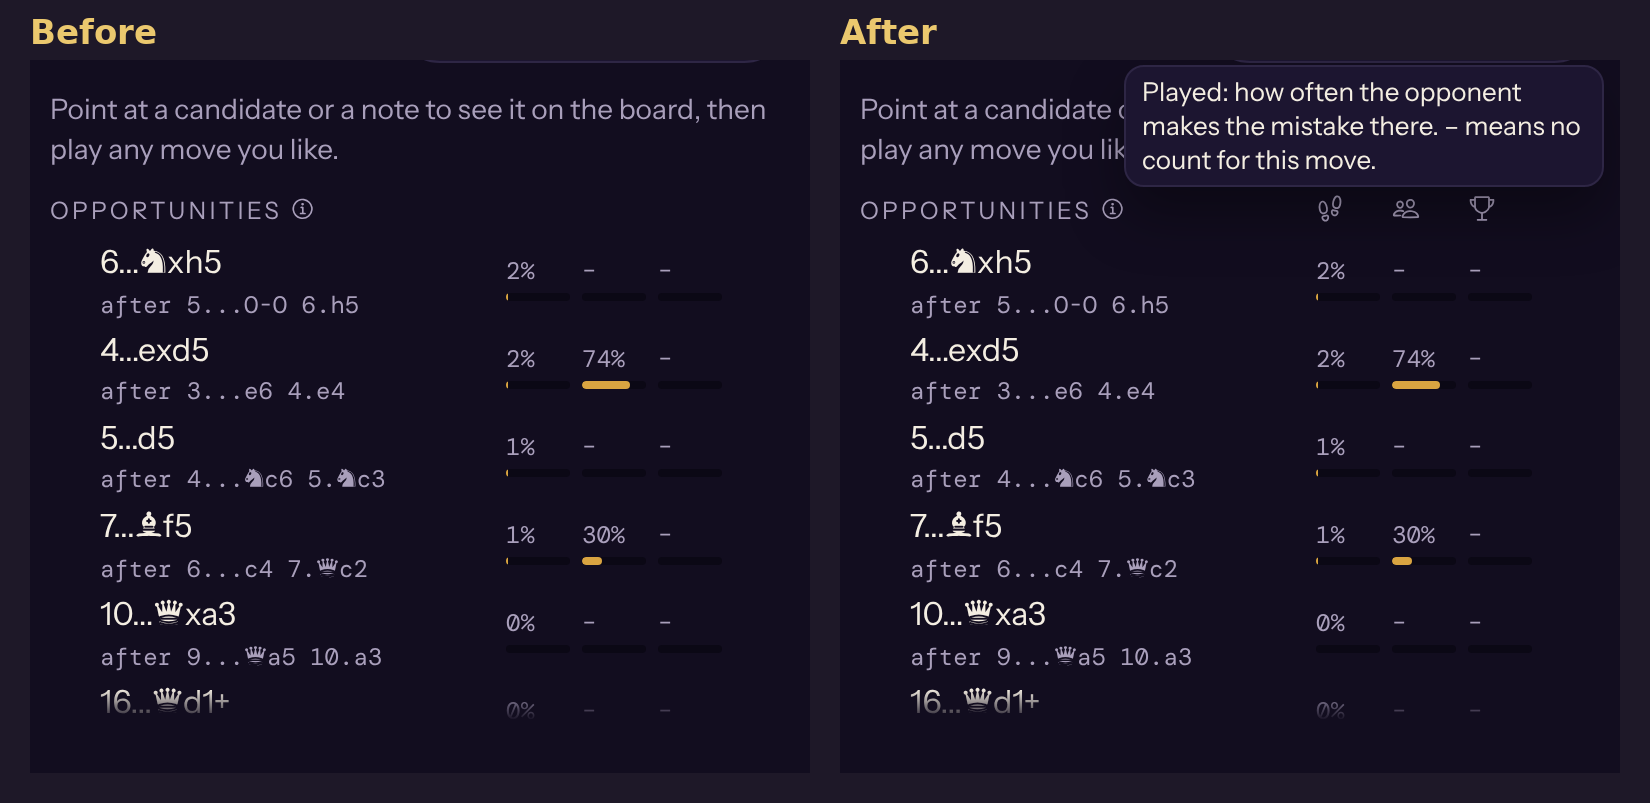 Before
Point at a candidate or a note to see it on the board, then
play any move you like.
OPPORTUNITIES
6...♞xh5
2% – –
after 5...O-O 6.h5
4...exd5
2% 74% –
after 3...e6 4.e4
5...d5
1% – –
after 4...♞c6 5.♞c3
7...♝f5
1% 30% –
after 6...c4 7.♛c2
10...♛xa3
0% – –
after 9...♛a5 10.a3
16...♛d1+
0% – –
After
Played: how often the opponent
makes the mistake there. – means no
count for this move.
Point at a candidate
play any move you
OPPORTUNITIES
6...♞xh5
2% – –
after 5...O-O 6.h5
4...exd5
2% 74% –
after 3...e6 4.e4
5...d5
1% – –
after 4...♞c6 5.♞c3
7...♝f5
1% 30% –
after 6...c4 7.♛c2
10...♛xa3
0% – –
after 9...♛a5 10.a3
16...♛d1+
0% – –